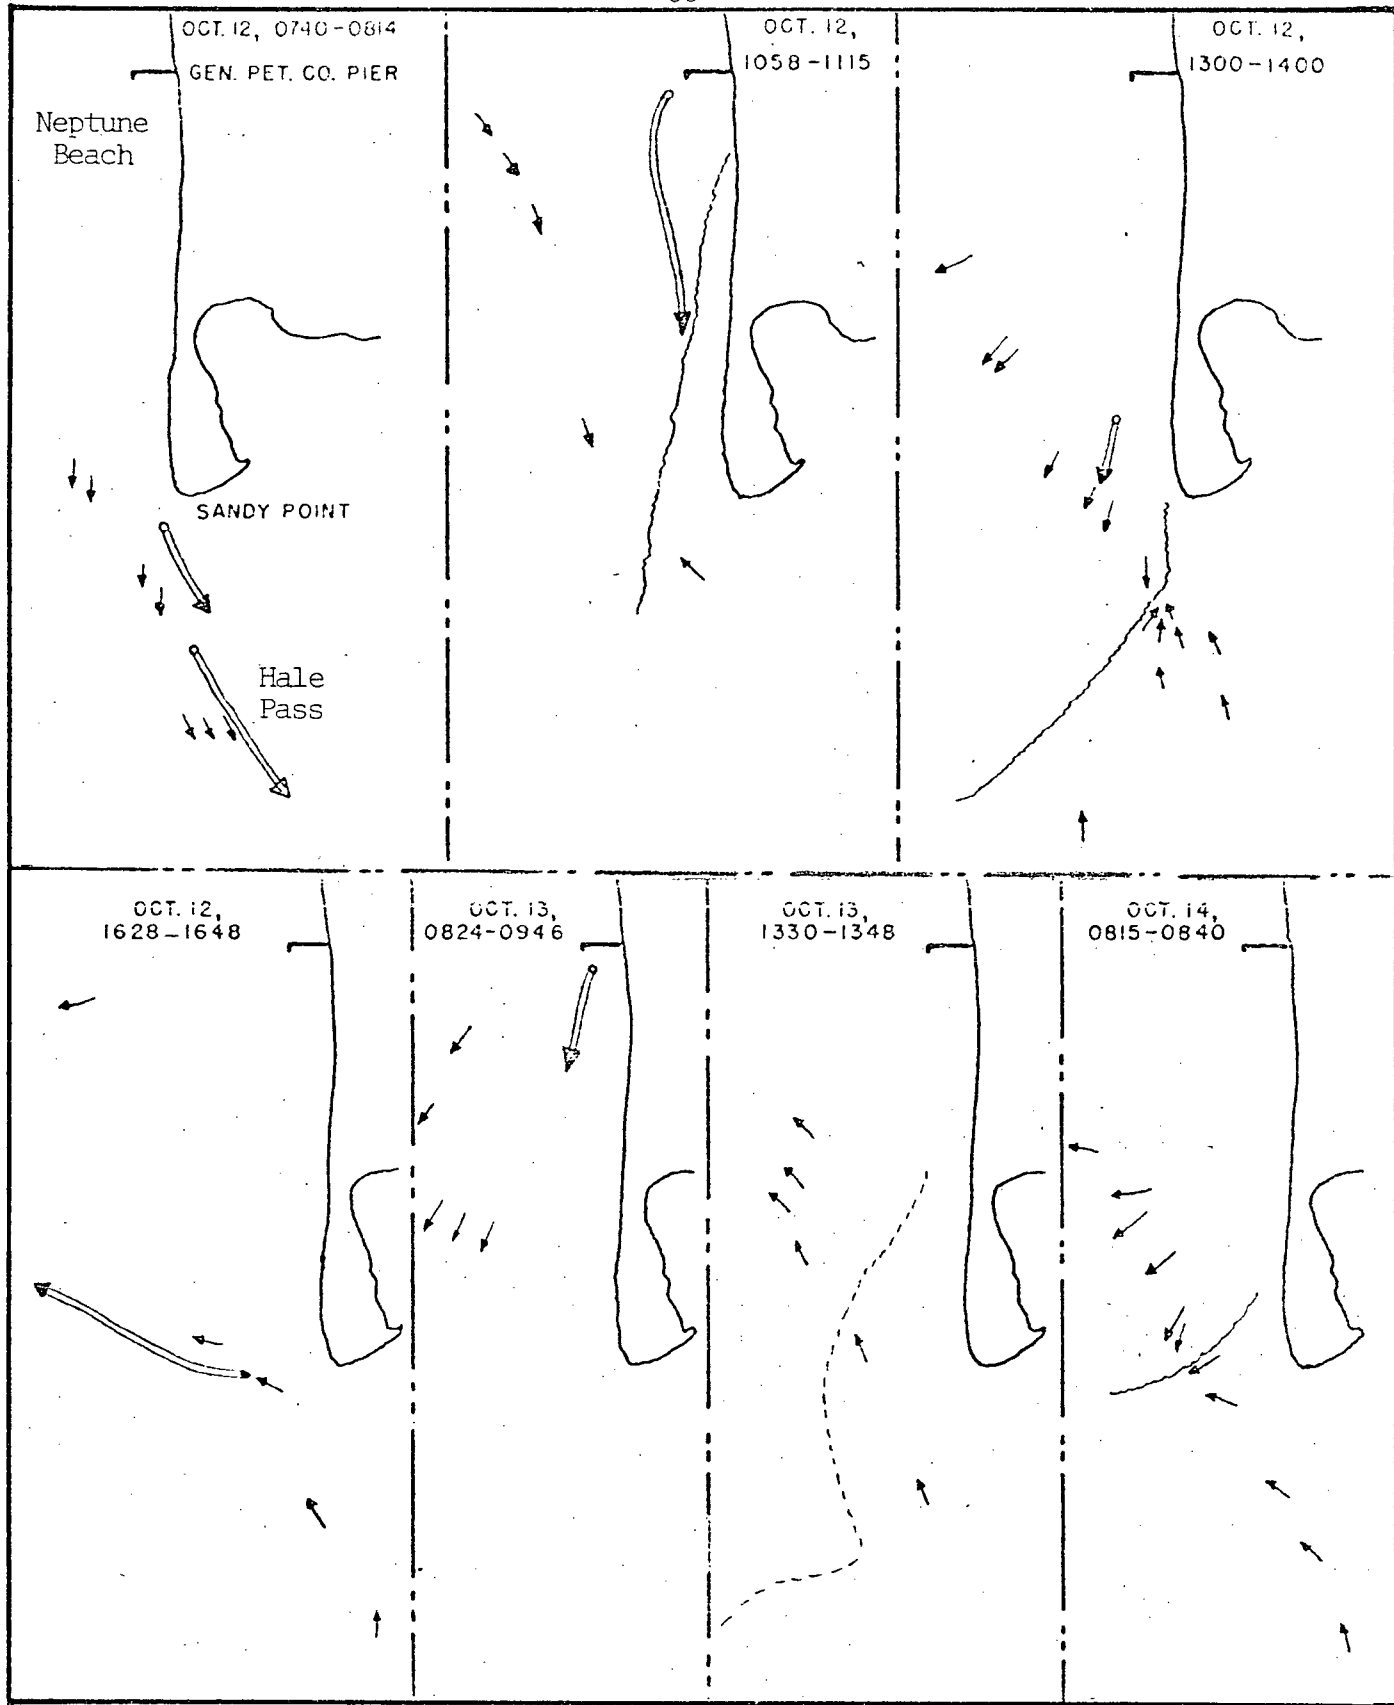 OCT. 12, 0740-0814
GEN. PET. CO. PIER
Neptune
Beach
SANDY POINT
Hale
Pass
OCT. 12,
1058-1115
OCT. 12,
1300-1400
OCT. 12,
1628-1648
OCT. 13,
0824-0946
OCT. 13,
1330-1348
OCT. 14,
0815-0840